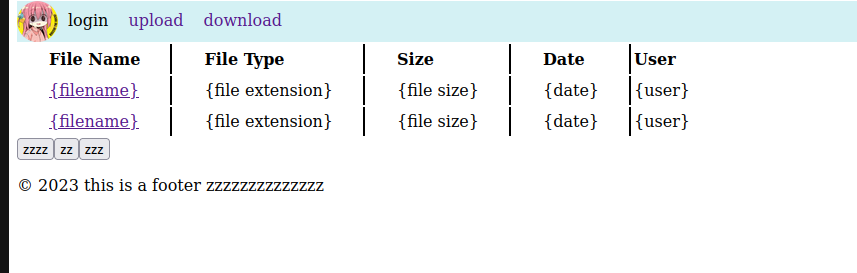 login upload download
File Name File Type Size Date User
{filename} {file extension} {file size} {date} {user}
{filename} {file extension} {file size} {date} {user}
zzzz zz zzz
© 2023 this is a footer zzzzzzzzzzzzzz